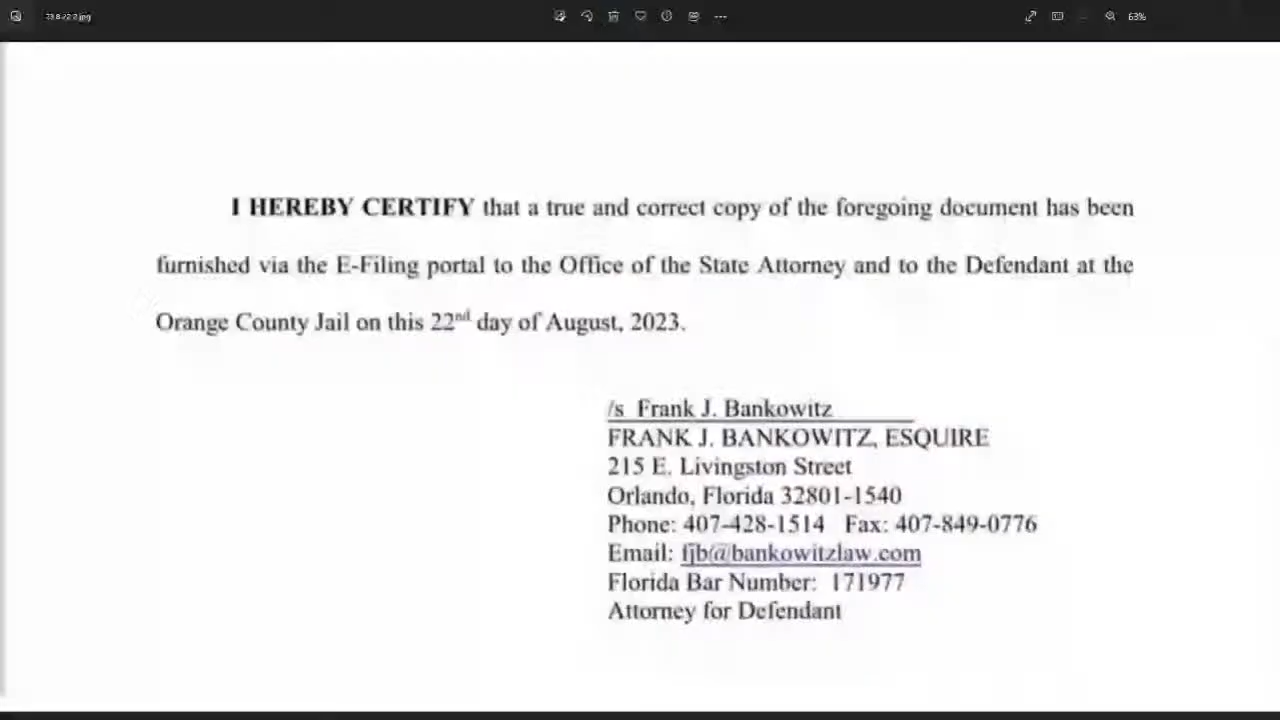 63%
I HEREBY CERTIFY that a true and correct copy of the foregoing document has been
furnished via the E-Filing portal to the Office of the State Attorney and to the Defendant at the
Orange County Jail on this 22nd day of August, 2023.
/s Frank J. Bankowitz
FRANK J. BANKOWITZ, ESQUIRE
215 E. Livingston Street
Orlando, Florida 32801-1540
Phone: 407-428-1514 Fax: 407-849-0776
Email: fjb@bankowitzlaw.com
Florida Bar Number: 171977
Attorney for Defendant